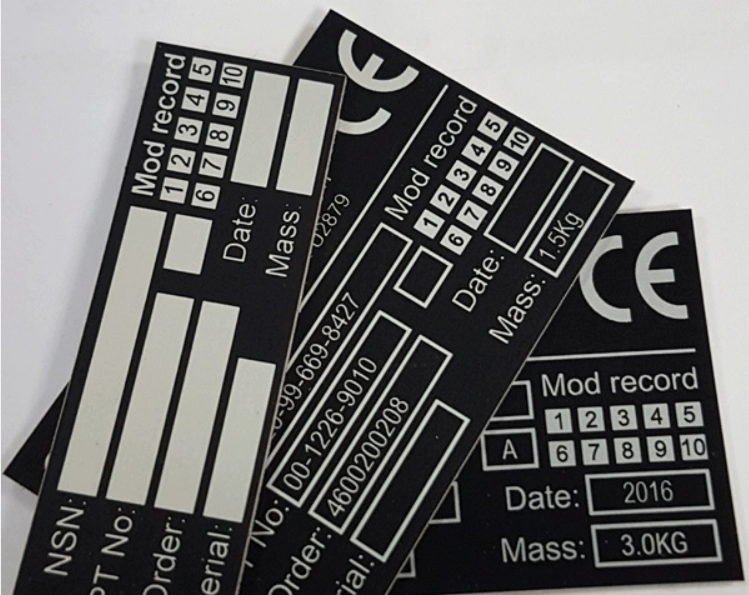 Mod record
1 2 3 4 5
6 7 8 9 10
Date:
Mass:
NSN:
PT No:
Order:
erial:
CE
02879
Mod record
1 2 3 4 5
6 7 8 9 10
Date:
Mass: 1.5Kg
-99-669-8427
No: 00-1226-9010
Order: 4600200208
ial:
CE
Mod record
1 2 3 4 5
A 6 7 8 9 10
Date: 2016
Mass: 3.0KG